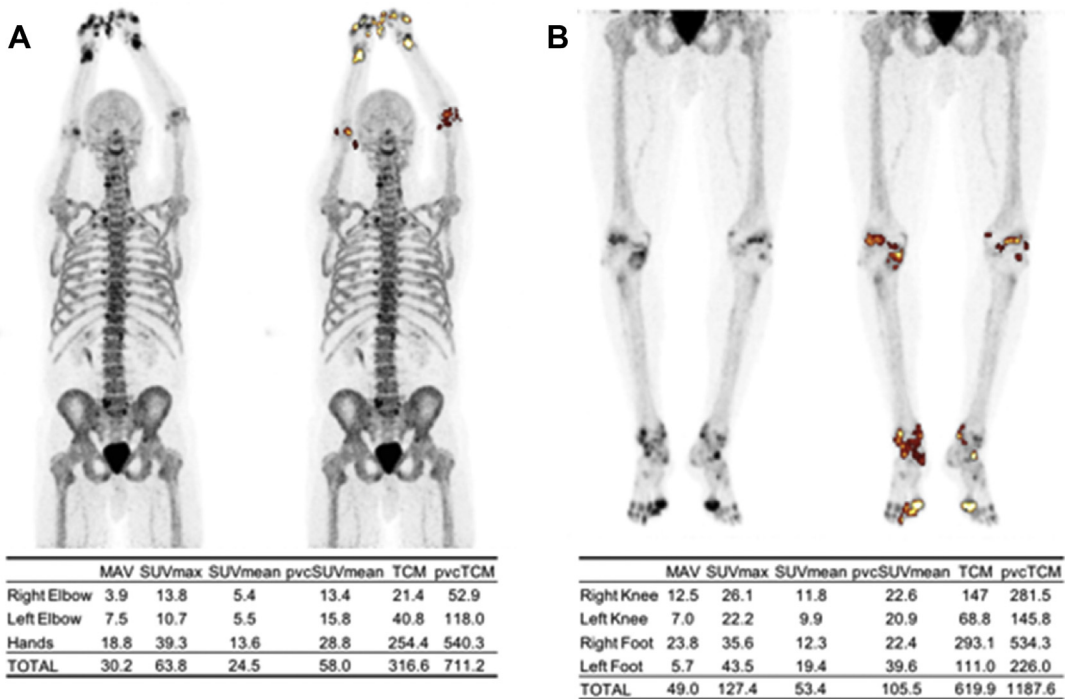 A
B
MAV SUVmax SUVmean pvcSUVmean TCM pvcTCM
Right Elbow 3.9 13.8 5.4 13.4 21.4 52.9
Left Elbow 7.5 10.7 5.5 15.8 40.8 118.0
Hands 18.8 39.3 13.6 28.8 254.4 540.3
TOTAL 30.2 63.8 24.5 58.0 316.6 711.2
MAV SUVmax SUVmean pvcSUVmean TCM pvcTCM
Right Knee 12.5 26.1 11.8 22.6 147 281.5
Left Knee 7.0 22.2 9.9 20.9 68.8 145.8
Right Foot 23.8 35.6 12.3 22.4 293.1 534.3
Left Foot 5.7 43.5 19.4 39.6 111.0 226.0
TOTAL 49.0 127.4 53.4 105.5 619.9 1187.6